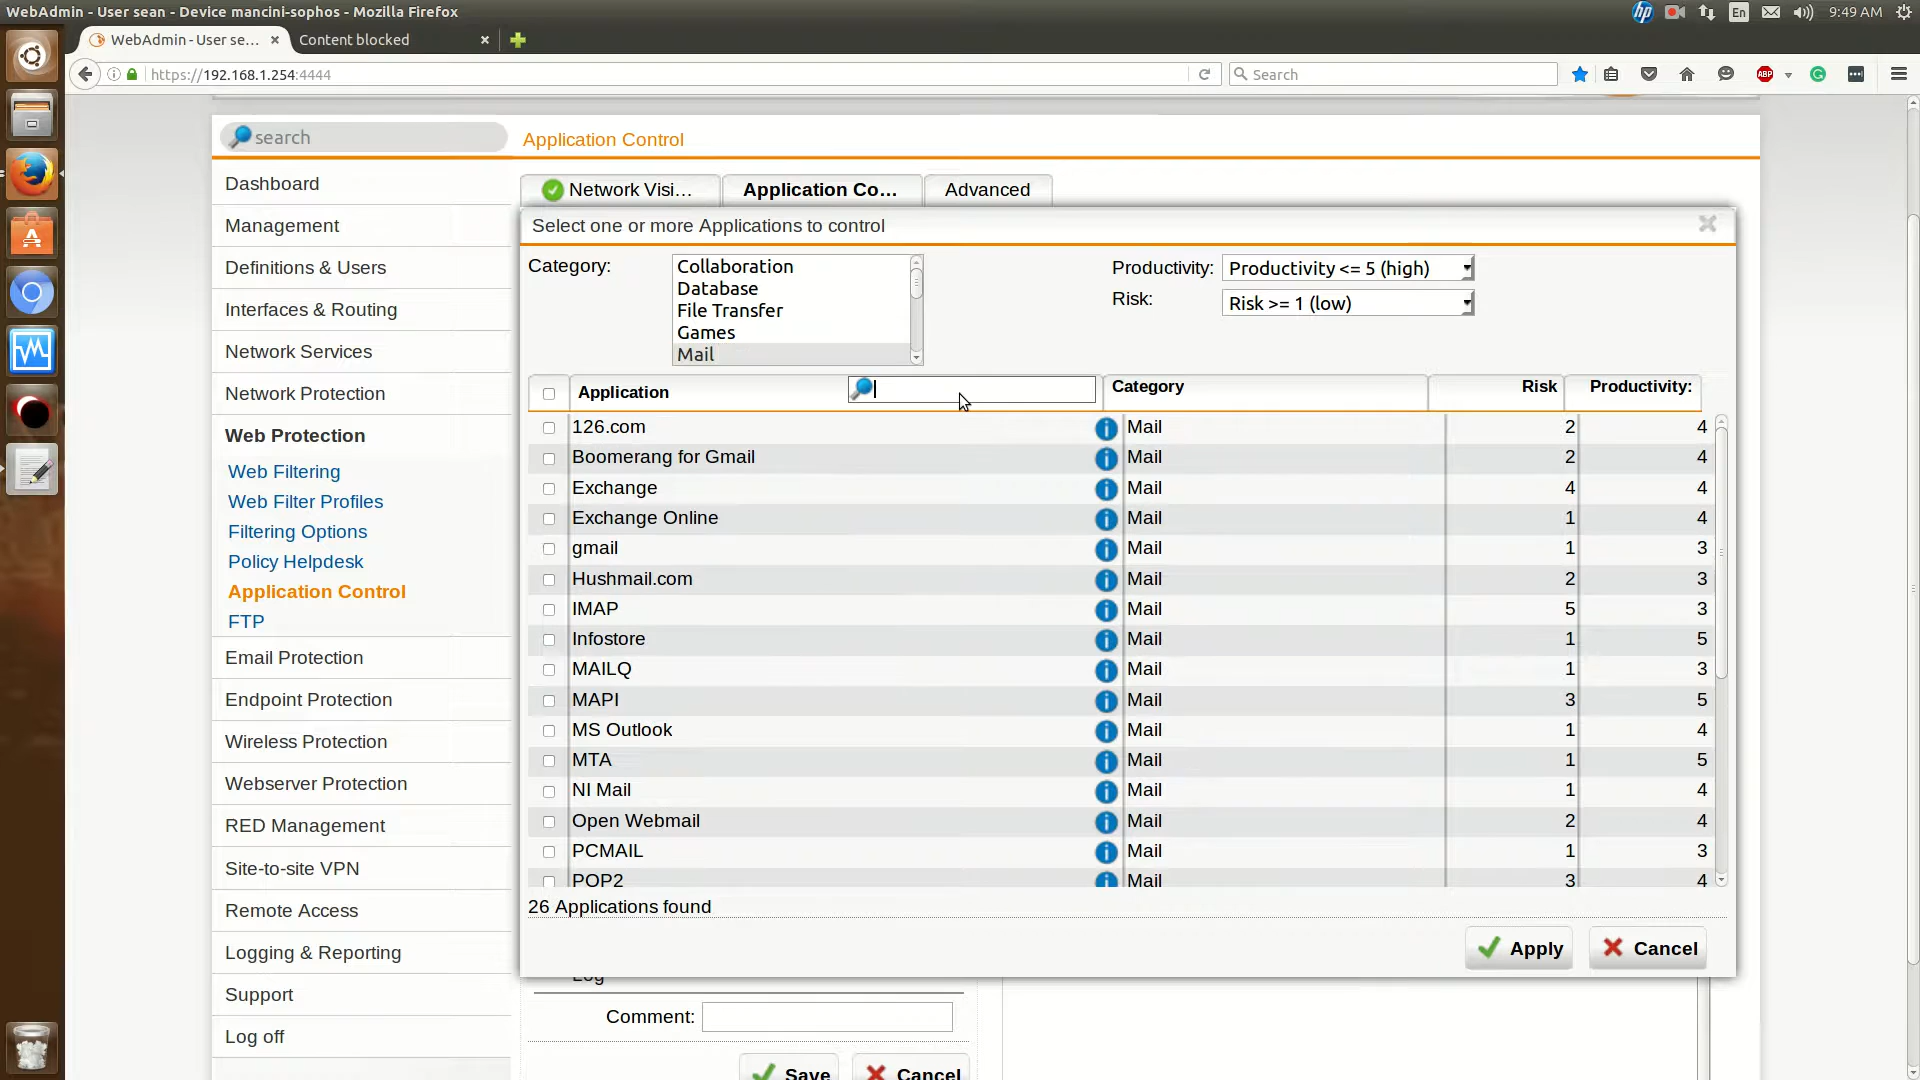 WebAdmin - User sean - Device mancini-sophos - Mozilla Firefox
En
9:49 AM
WebAdmin - User se...
Content blocked
https://192.168.1.254:4444
Search
ABP
search
Application Control
Dashboard
Management
Definitions & Users
Interfaces & Routing
Network Services
Network Protection
Web Protection
Web Filtering
Web Filter Profiles
Filtering Options
Policy Helpdesk
Application Control
FTP
Email Protection
Endpoint Protection
Wireless Protection
Webserver Protection
RED Management
Site-to-site VPN
Remote Access
Logging & Reporting
Support
Log off
Network Visi...
Application Co...
Advanced
Select one or more Applications to control
Category:
Collaboration
Database
File Transfer
Games
Mail
Productivity: Productivity <= 5 (high)
Risk: Risk >= 1 (low)
Application Category Risk Productivity:
126.com Mail 2 4
Boomerang for Gmail Mail 2 4
Exchange Mail 4 4
Exchange Online Mail 1 4
gmail Mail 1 3
Hushmail.com Mail 2 3
IMAP Mail 5 3
Infostore Mail 1 5
MAILQ Mail 1 3
MAPI Mail 3 5
MS Outlook Mail 1 4
MTA Mail 1 5
NI Mail Mail 1 4
Open Webmail Mail 2 4
PCMAIL Mail 1 3
POP2 Mail 3 4
26 Applications found
Apply
Cancel
Log
Comment:
Save
Cancel